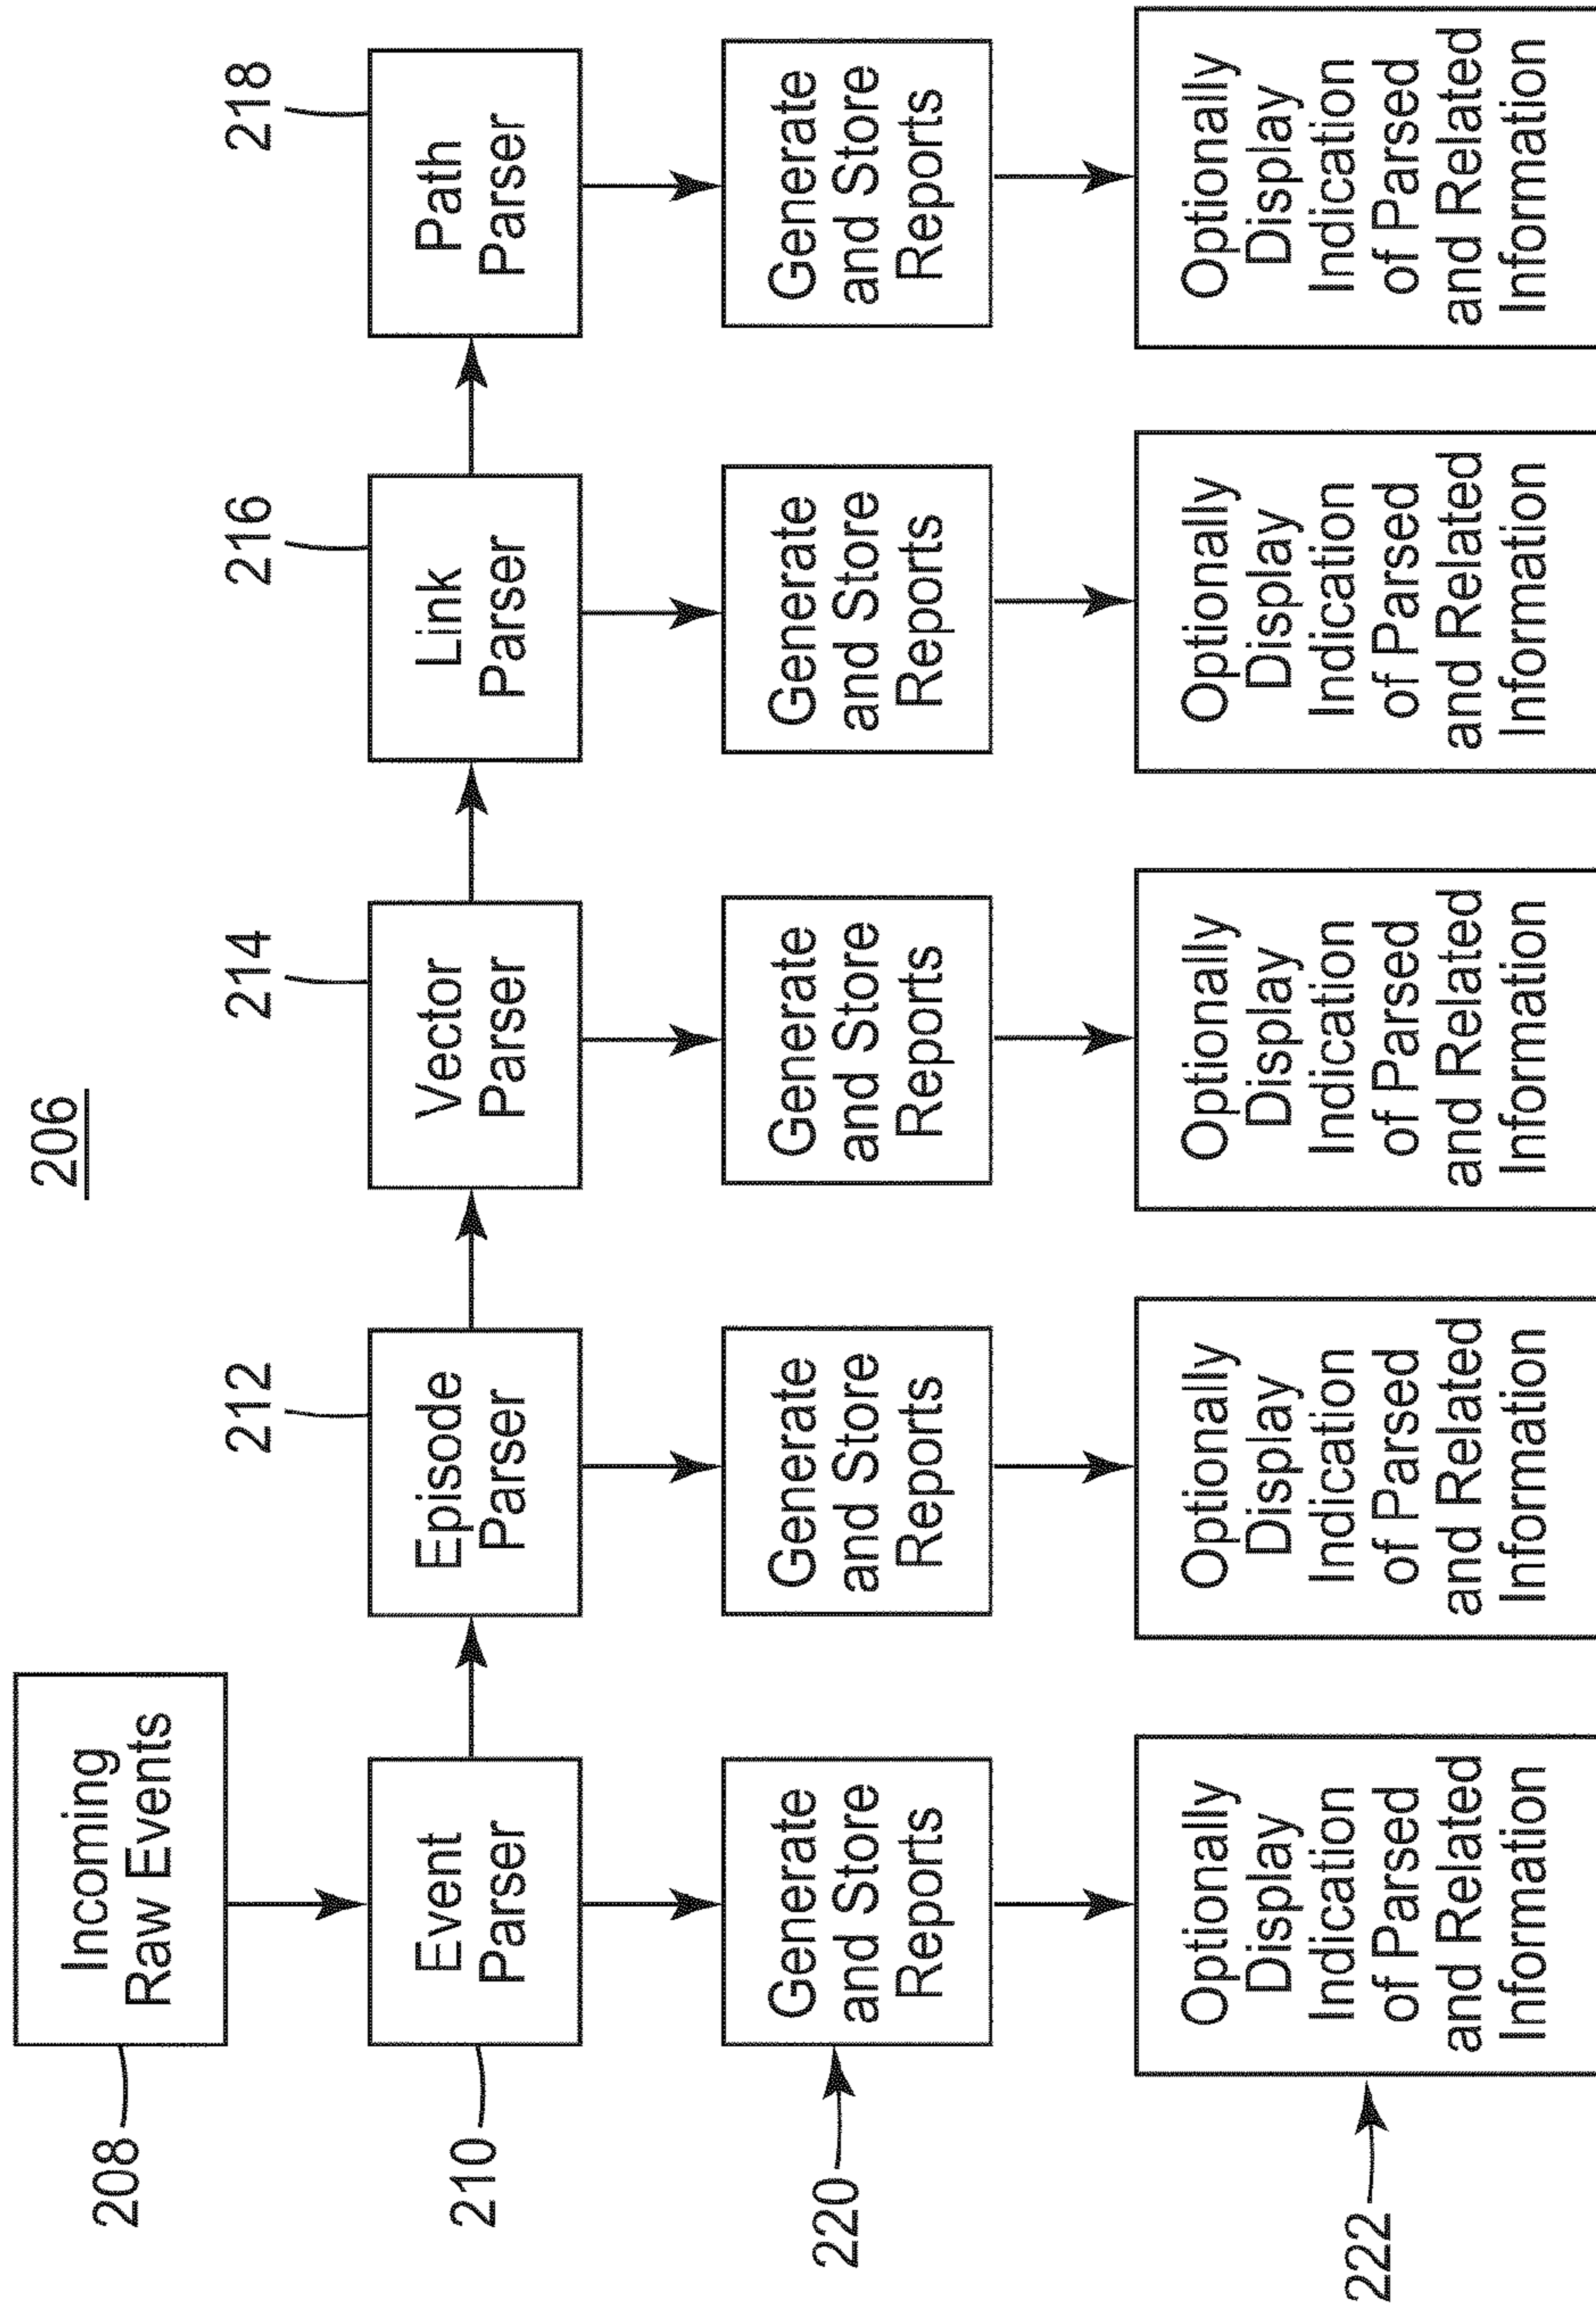 206
Incoming
Raw Events
208
212
214
216
218
Event
Parser
Episode
Parser
Vector
Parser
Link
Parser
Path
Parser
210
Generate
and Store
Reports
Generate
and Store
Reports
Generate
and Store
Reports
Generate
and Store
Reports
Generate
and Store
Reports
220
Optionally
Display
Indication
of Parsed
and Related
Information
Optionally
Display
Indication
of Parsed
and Related
Information
Optionally
Display
Indication
of Parsed
and Related
Information
Optionally
Display
Indication
of Parsed
and Related
Information
Optionally
Display
Indication
of Parsed
and Related
Information
222